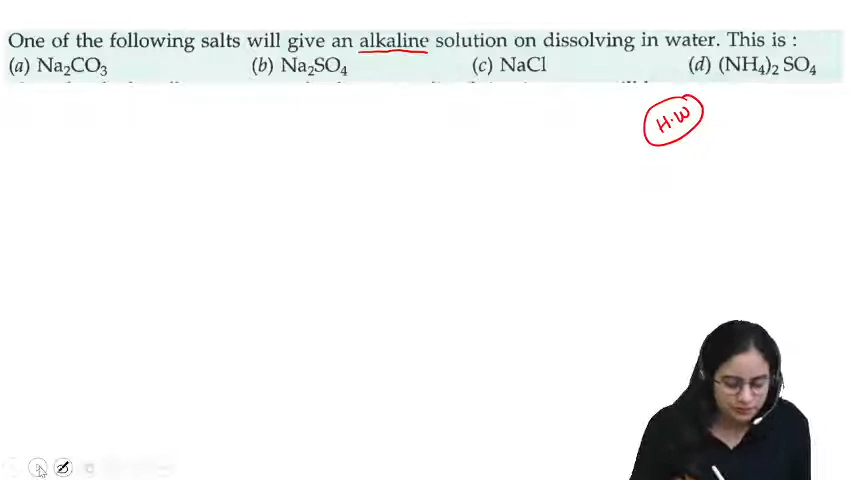 One of the following salts will give an alkaline solution on dissolving in water. This is :
(a) Na₂CO₃ (b) Na₂SO₄ (c) NaCl (d) (NH₄)₂ SO₄
H.W